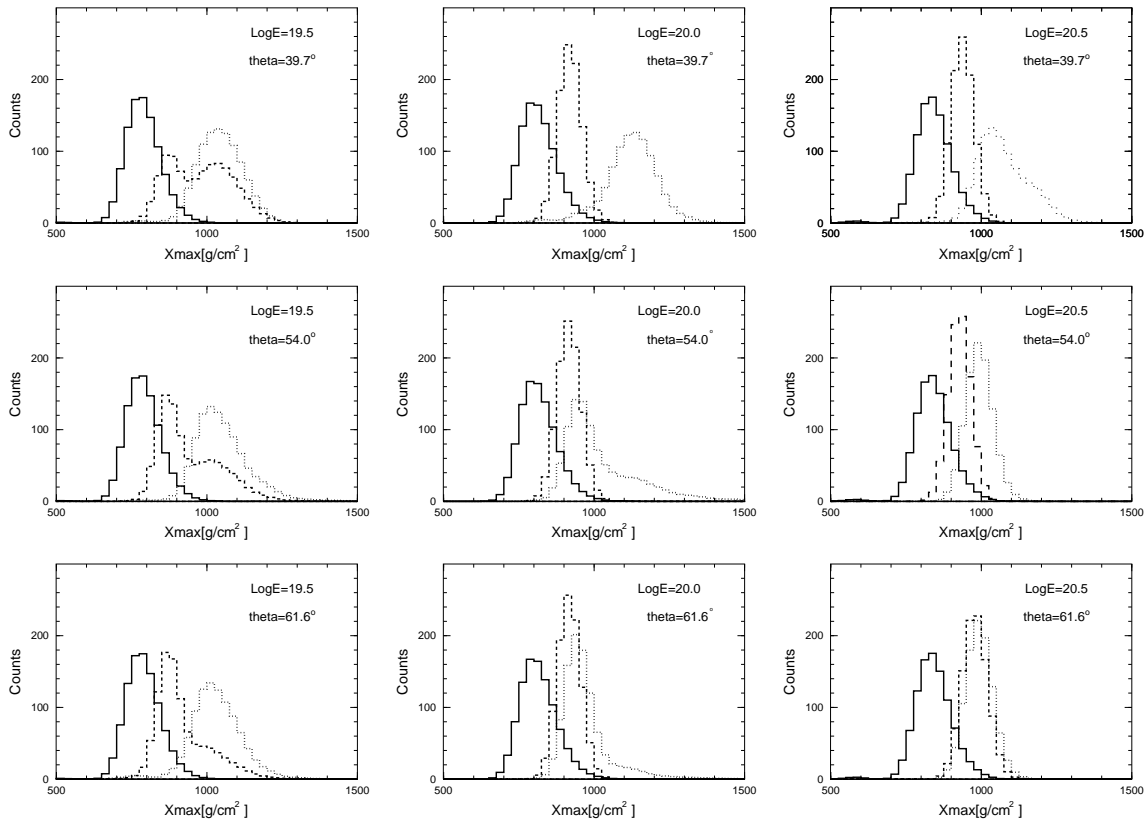 LogE=19.5
theta=39.7°
Counts
300
200
100
0
500
1000
1500
Xmax[g/cm²]
LogE=20.0
theta=39.7°
Counts
200
100
0
500
1000
1500
Xmax[g/cm²]
LogE=20.5
theta=39.7°
Counts
200
100
0
500
1000
1500
Xmax[g/cm²]
LogE=19.5
theta=54.0°
Counts
200
100
0
500
1000
1500
Xmax[g/cm²]
LogE=20.0
theta=54.0°
Counts
200
100
0
500
1000
1500
Xmax[g/cm²]
LogE=20.5
theta=54.0°
Counts
200
100
0
500
1000
1500
Xmax[g/cm²]
LogE=19.5
theta=61.6°
Counts
200
100
0
500
1000
1500
Xmax[g/cm²]
LogE=20.0
theta=61.6°
Counts
200
100
0
500
1000
1500
Xmax[g/cm²]
LogE=20.5
theta=61.6°
Counts
200
100
0
500
1000
1500
Xmax[g/cm²]